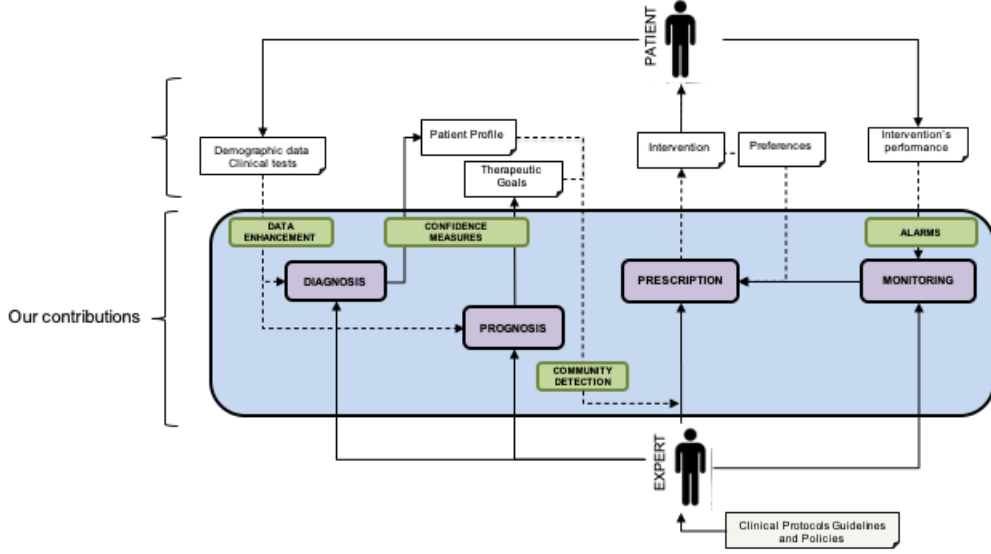 PATIENT
Demographic data
Clinical tests
Patient Profile
Therapeutic
Goals
Intervention
Preferences
Intervention's
performance
DATA
ENHANCEMENT
CONFIDENCE
MEASURES
ALARMS
DIAGNOSIS
PRESCRIPTION
MONITORING
Our contributions
PROGNOSIS
COMMUNITY
DETECTION
EXPERT
Clinical Protocols Guidelines
and Policies